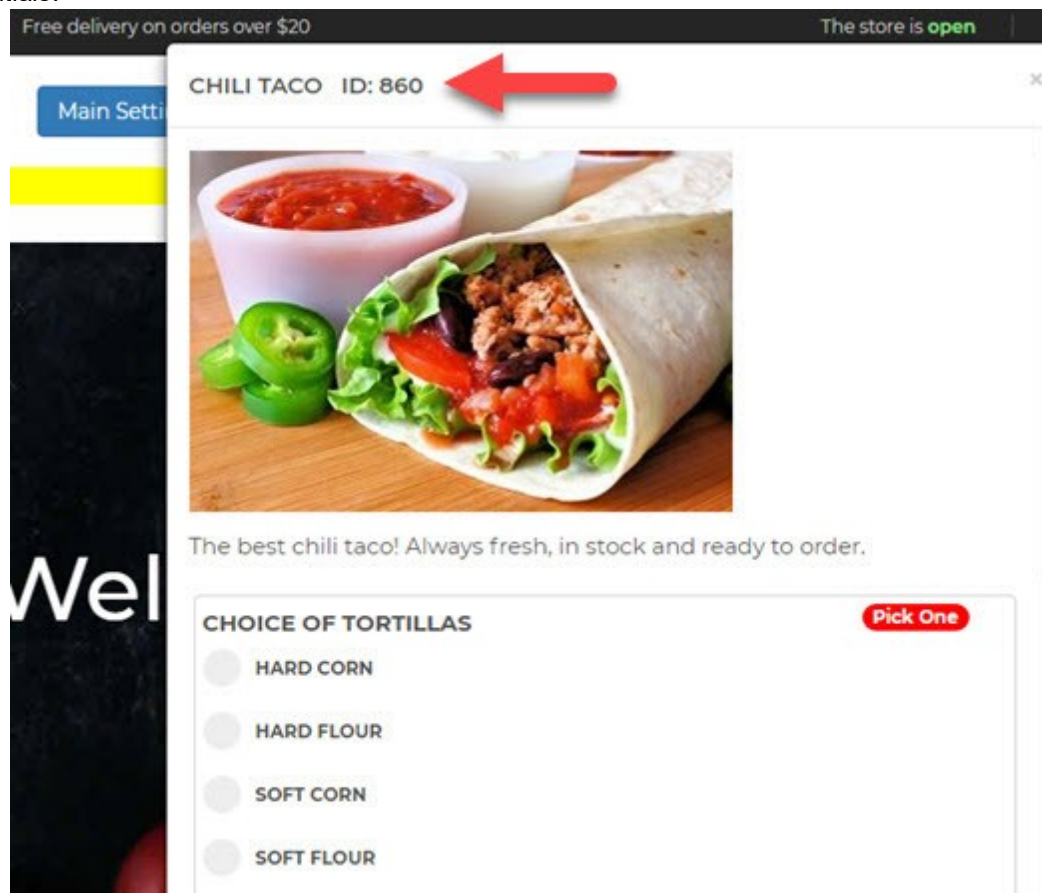 Free delivery on orders over $20
The store is open
CHILI TACO ID: 860
×
Main Setti
The best chili taco! Always fresh, in stock and ready to order.
Wel
CHOICE OF TORTILLAS
Pick One
HARD CORN
HARD FLOUR
SOFT CORN
SOFT FLOUR